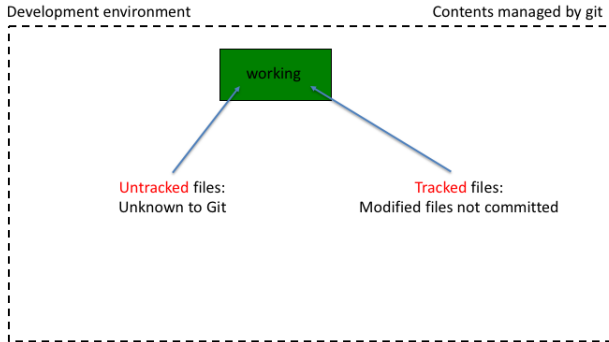 Development environment
Contents managed by git
working
Untracked files:
Unknown to Git
Tracked files:
Modified files not committed